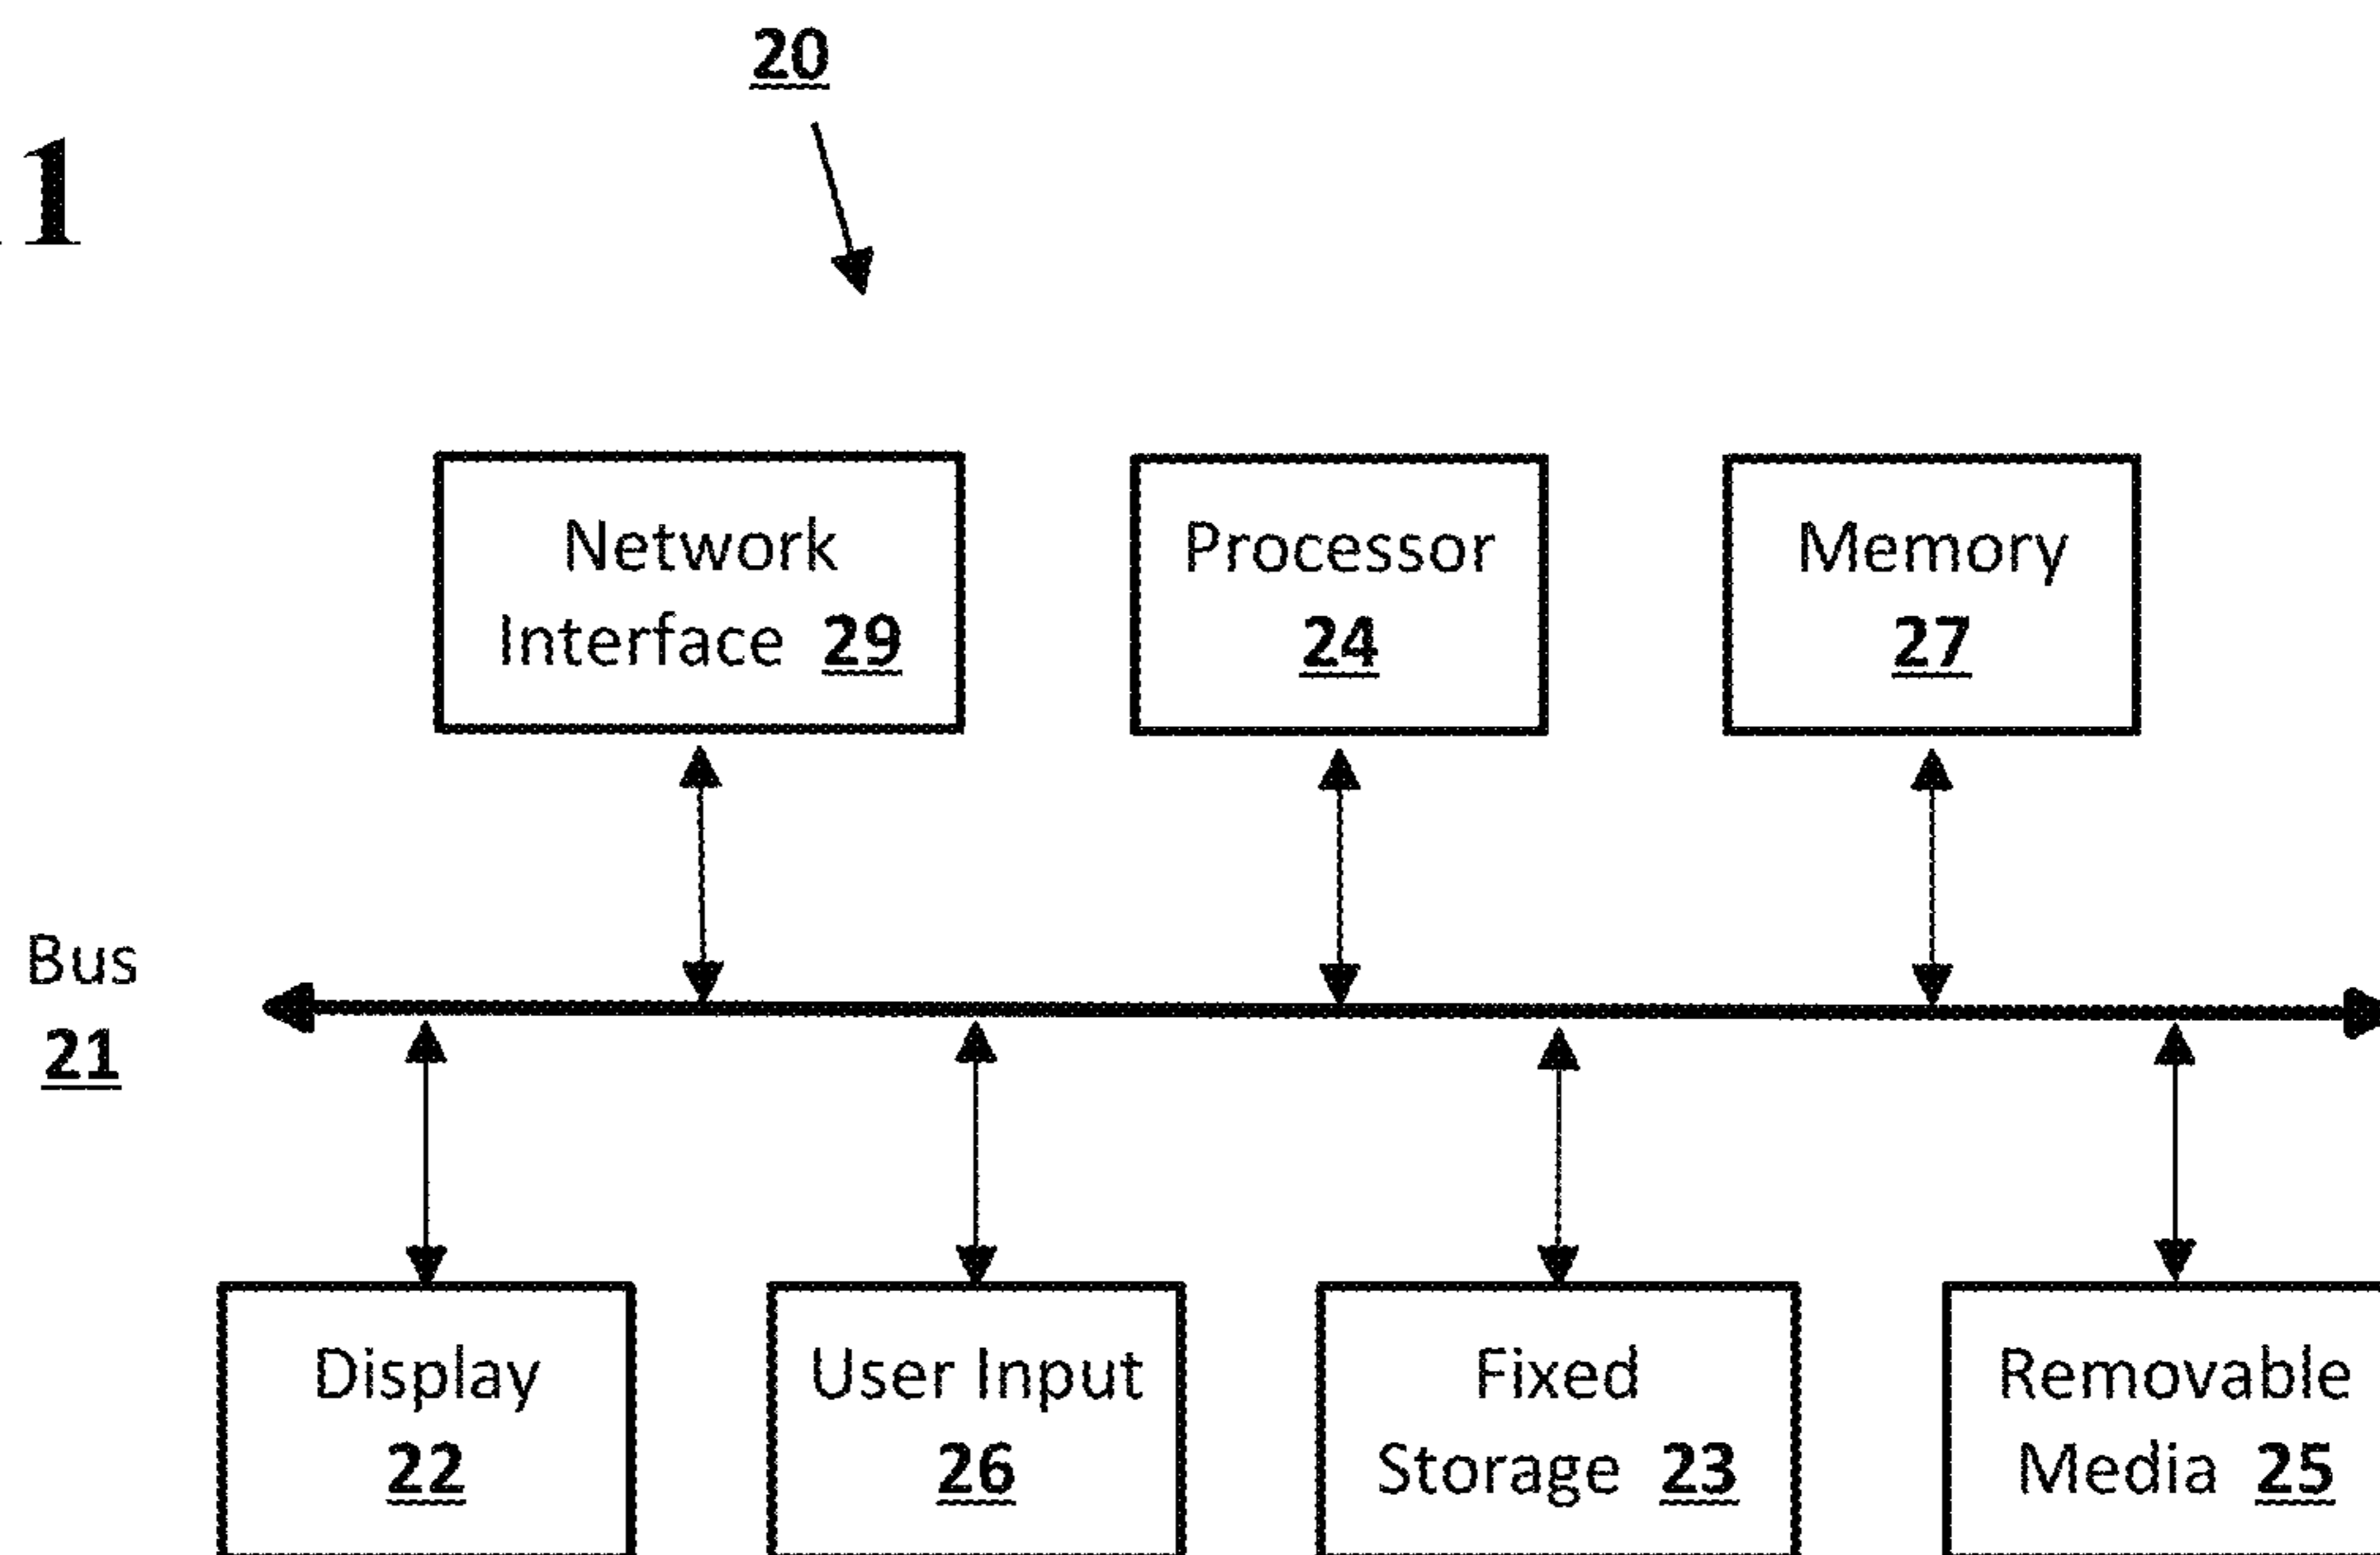 20
1
Network
Interface 29
Processor
24
Memory
27
Bus
21
Display
22
User Input
26
Fixed
Storage 23
Removable
Media 25